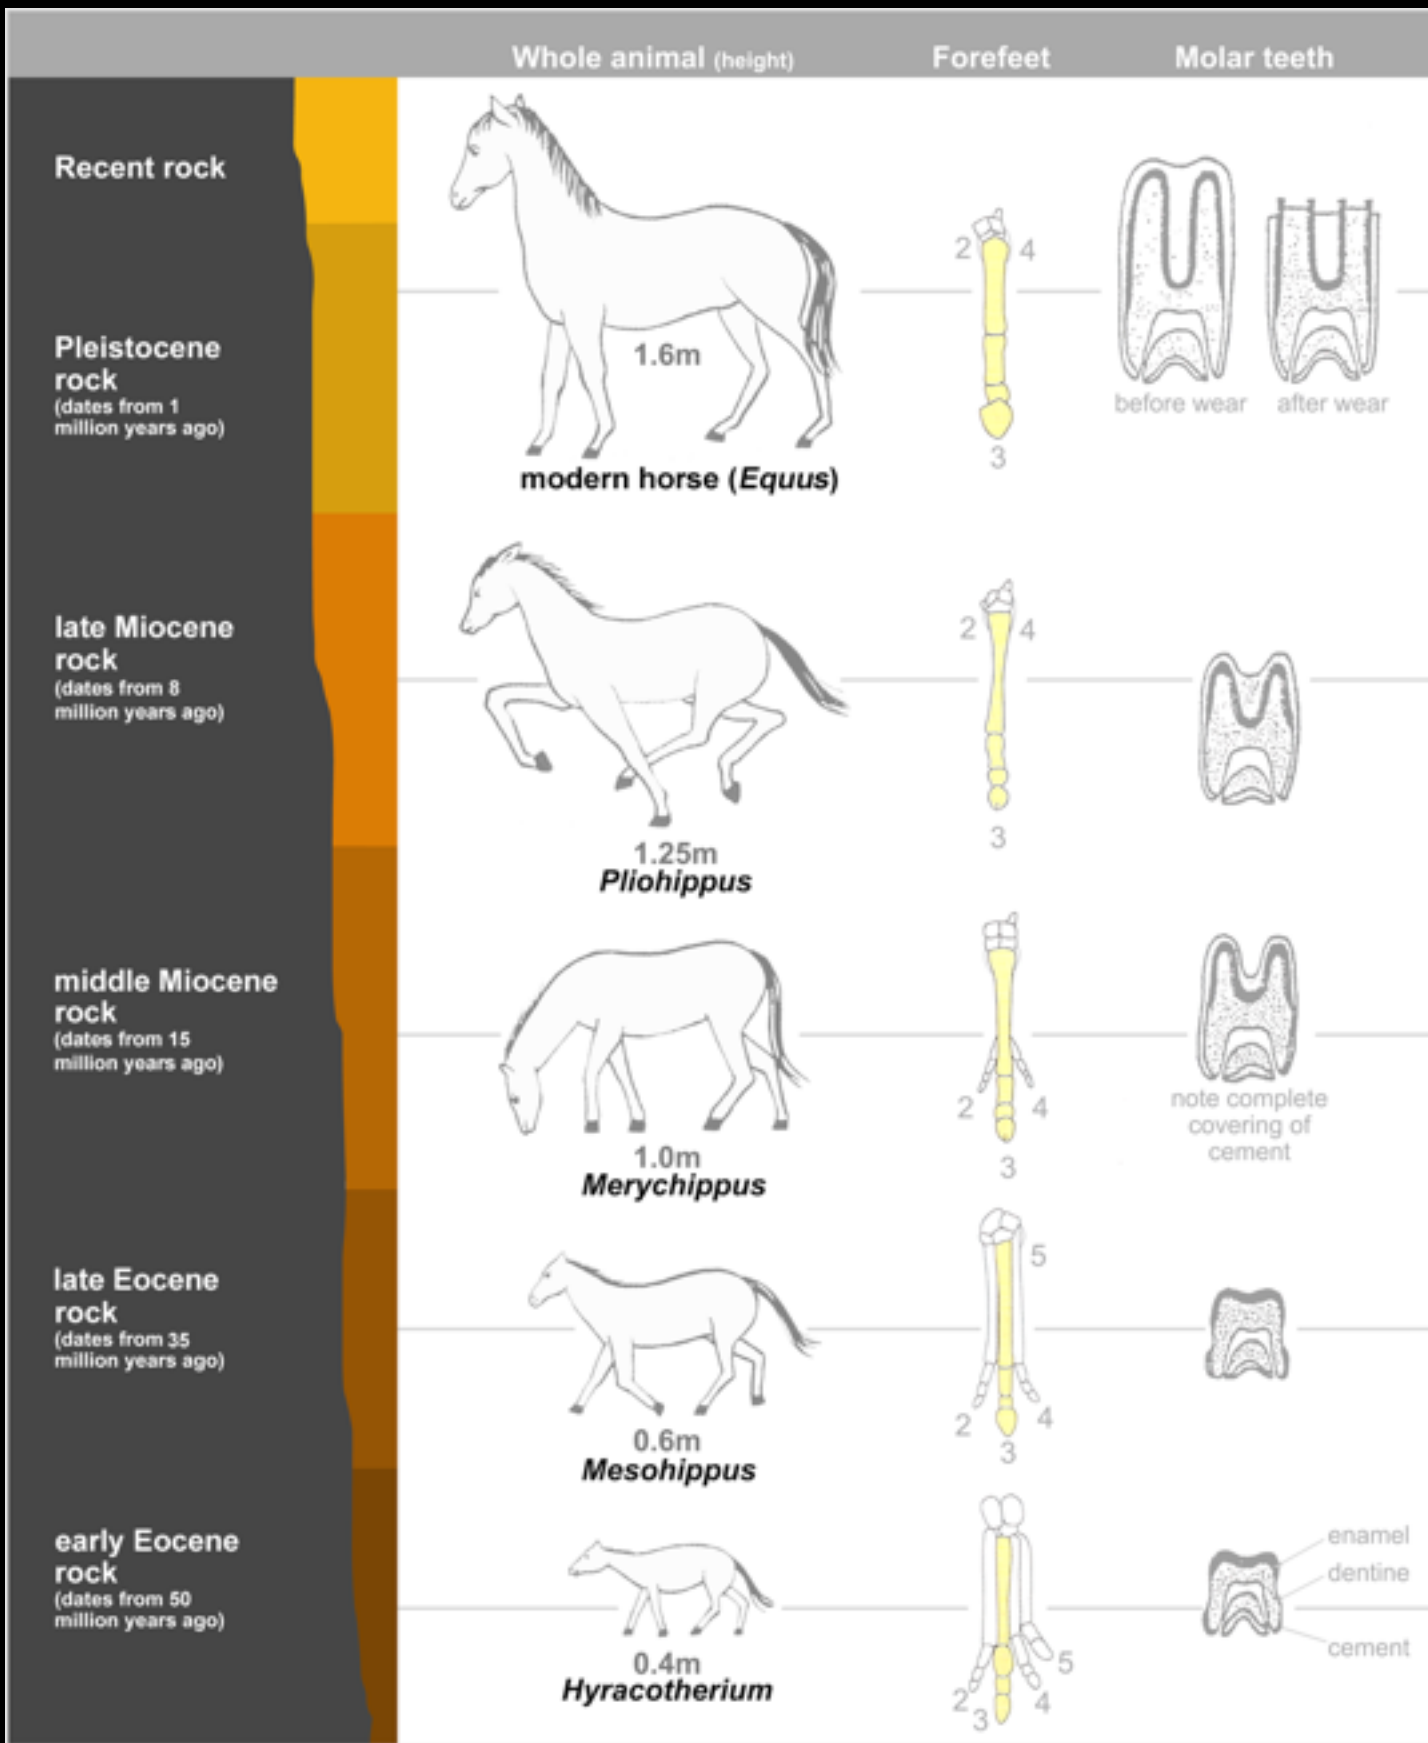 Whole animal (height)
Forefeet
Molar teeth
Recent rock
2
4
Pleistocene
rock
(dates from 1
million years ago)
1.6m
before wear
after wear
3
modern horse (Equus)
late Miocene
rock
(dates from 8
million years ago)
2
4
3
1.25m
Pliohippus
middle Miocene
rock
(dates from 15
million years ago)
2
4
3
note complete
covering of
cement
1.0m
Merychippus
late Eocene
rock
(dates from 35
million years ago)
5
2
4
3
0.6m
Mesohippus
early Eocene
rock
(dates from 50
million years ago)
enamel
dentine
cement
5
2
4
3
0.4m
Hyracotherium